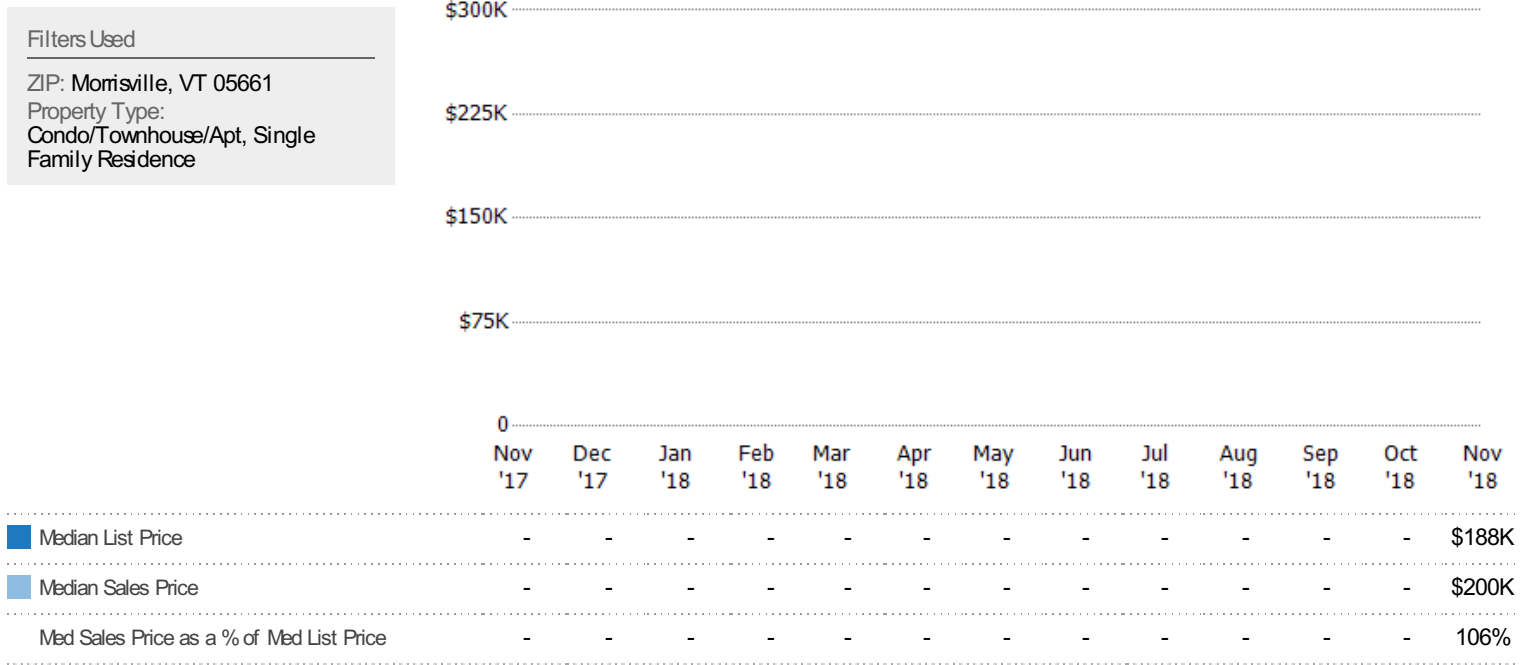 Filters Used
ZIP: Morrisville, VT 05661
Property Type:
Condo/Townhouse/Apt, Single
Family Residence
$300K
$225K
$150K
$75K
0
Nov Dec Jan Feb Mar Apr May Jun Jul Aug Sep Oct Nov
'17 '17 '18 '18 '18 '18 '18 '18 '18 '18 '18 '18 '18
Median List Price - - - - - - - - - - - - $188K
Median Sales Price - - - - - - - - - - - - $200K
Med Sales Price as a % of Med List Price - - - - - - - - - - - - 106%